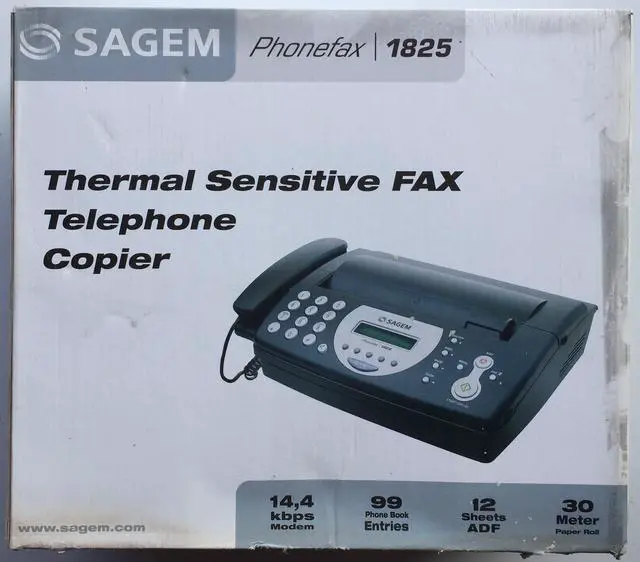 SAGEM Phonefax | 1825
Thermal Sensitive FAX
Telephone
Copier
SAGEM
www.sagem.com
14,4
kbps
Modem
99
Phone Book
Entries
12
Sheets
ADF
30
Meter
Paper Roll